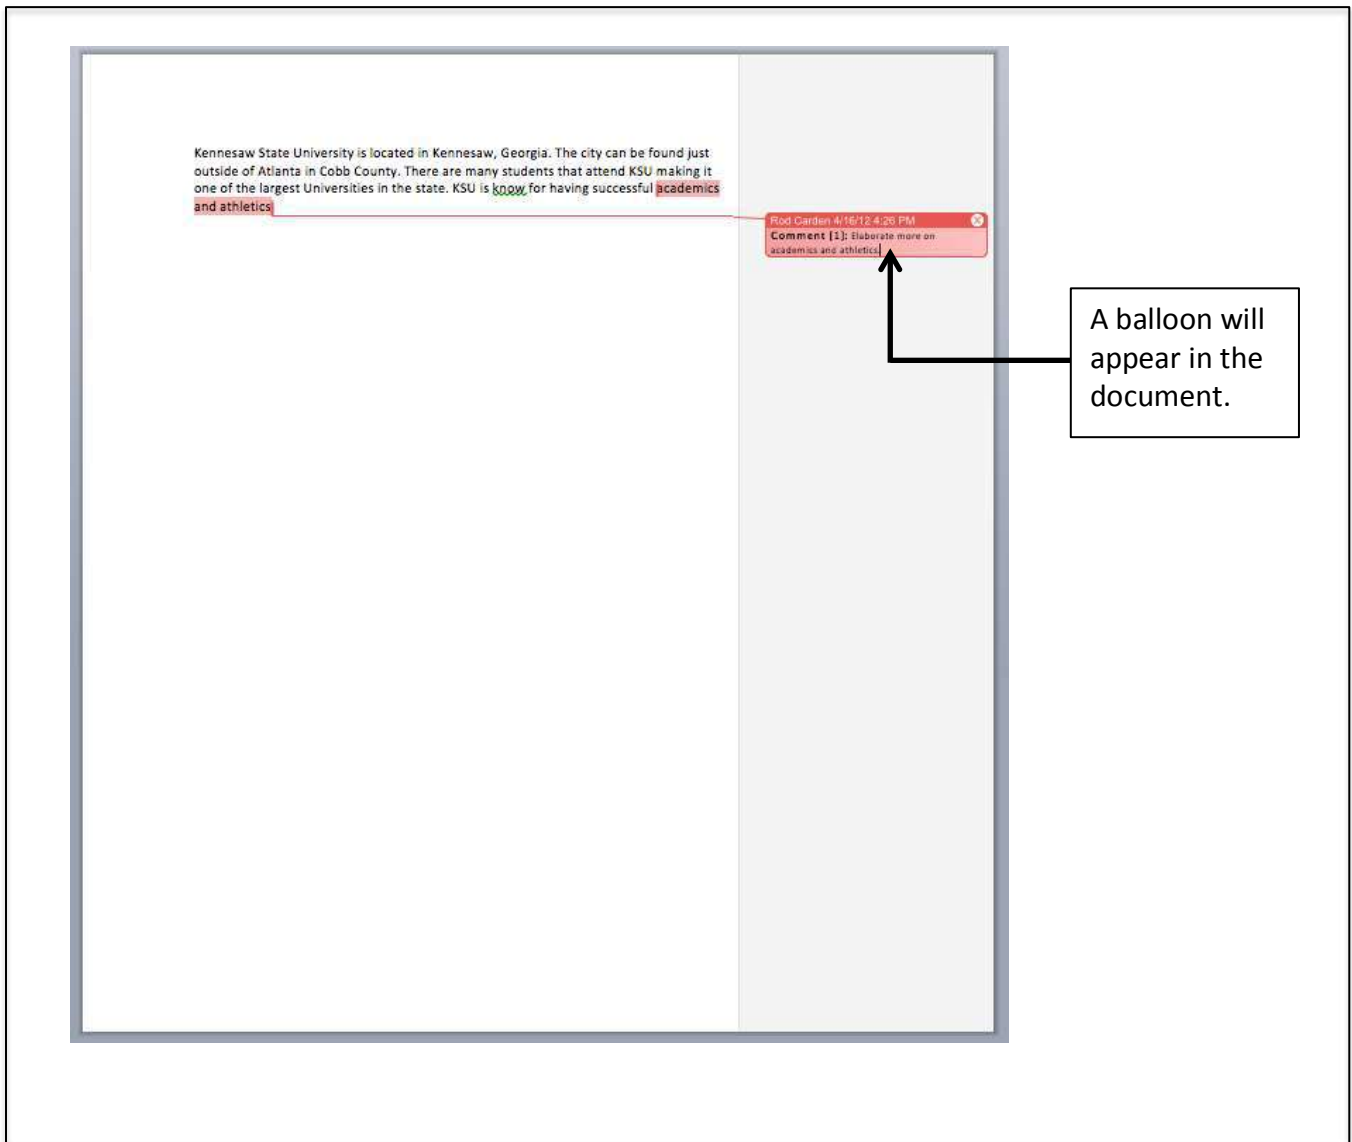 Kennesaw State University is located in Kennesaw, Georgia. The city can be found just
outside of Atlanta in Cobb County. There are many students that attend KSU making it
one of the largest Universities in the state. KSU is know for having successful academics
and athletics
Rod Garden 4/16/12 4:26 PM
Comment [1]: Elaborate more on
academics and athletics.
A balloon will
appear in the
document.